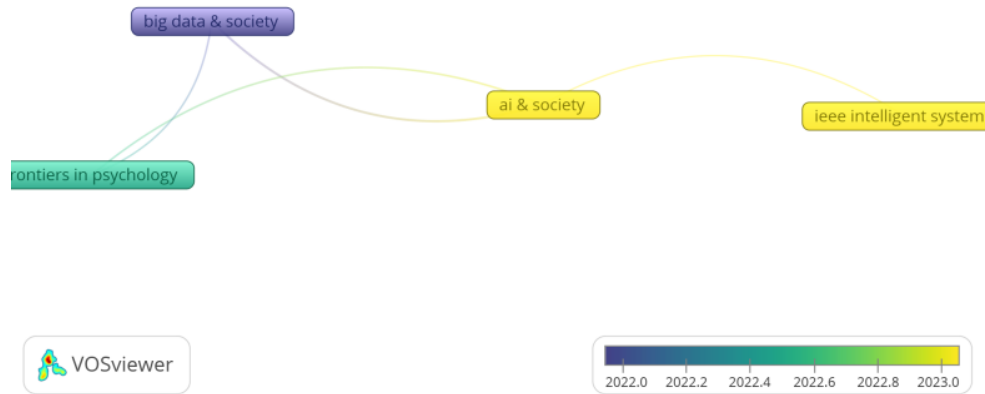 big data & society
ai & society
ieee intelligent system
rontiers in psychology
VOSviewer
2022.0 2022.2 2022.4 2022.6 2022.8 2023.0